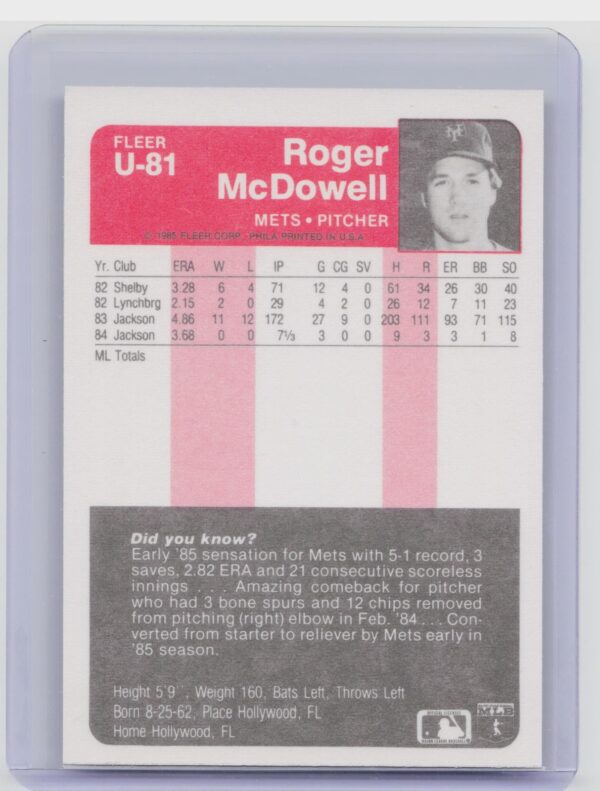 FLEER
U-81
Roger
McDowell
METS • PITCHER
© 1985 FLEER CORP. PHILA PRINTED IN U.S.A.
Yr. Club ERA W L IP G CG SV H R ER BB SO
82 Shelby 3.28 6 4 71 12 4 0 61 34 26 30 40
82 Lynchbrg 2.15 2 0 29 4 2 0 26 12 7 11 23
83 Jackson 4.86 11 12 172 27 9 0 203 111 93 71 115
84 Jackson 3.68 0 0 7⅓ 3 0 0 9 3 3 1 8
ML Totals
Did you know?
Early '85 sensation for Mets with 5-1 record, 3
saves, 2.82 ERA and 21 consecutive scoreless
innings . . . Amazing comeback for pitcher
who had 3 bone spurs and 12 chips removed
from pitching (right) elbow in Feb. '84 . . . Con-
verted from starter to reliever by Mets early in
'85 season.
Height 5'9", Weight 160, Bats Left, Throws Left
Born 8-25-62, Place Hollywood, FL
Home Hollywood, FL
MLB